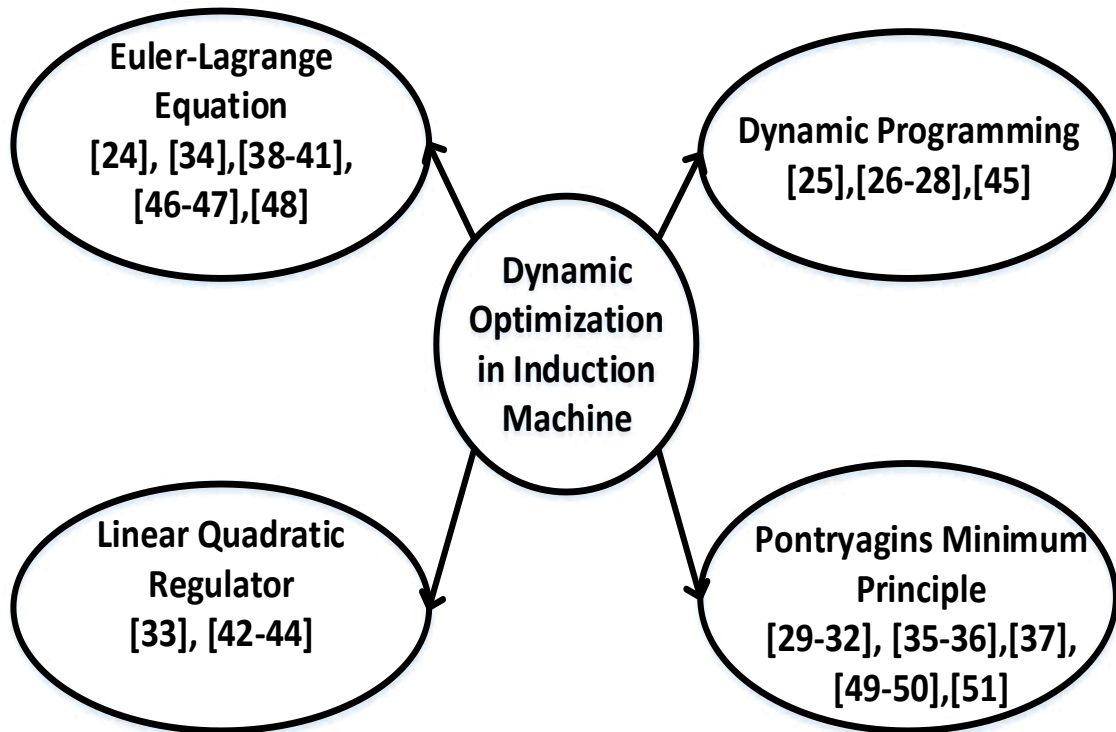 Euler-Lagrange
Equation
[24], [34],[38-41],
[46-47],[48]
Dynamic Programming
[25],[26-28],[45]
Dynamic
Optimization
in Induction
Machine
Linear Quadratic
Regulator
[33], [42-44]
Pontryagins Minimum
Principle
[29-32], [35-36],[37],
[49-50],[51]